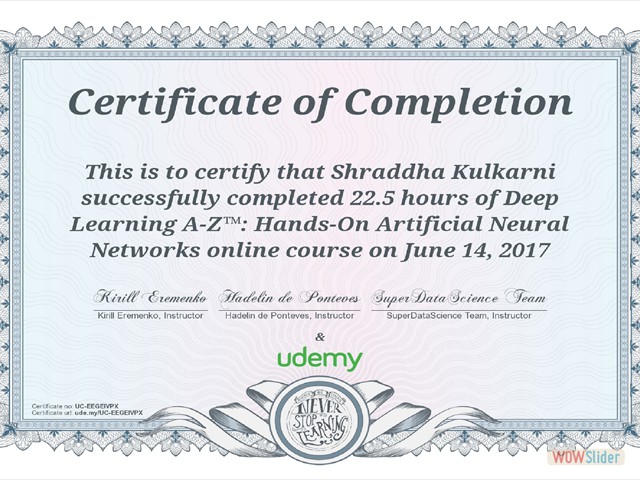 Certificate of Completion
This is to certify that Shraddha Kulkarni
successfully completed 22.5 hours of Deep
Learning A-Z™: Hands-On Artificial Neural
Networks online course on June 14, 2017
Kirill Eremenko Hadelin de Ponteves SuperDataScience Team
Kirill Eremenko, Instructor Hadelin de Ponteves, Instructor SuperDataScience Team, Instructor
&
udemy
Certificate no: UC-EEGEIVPX
Certificate url: ude.my/UC-EEGEIVPX
NEVER
STOP
LEARNING
WOWSlider